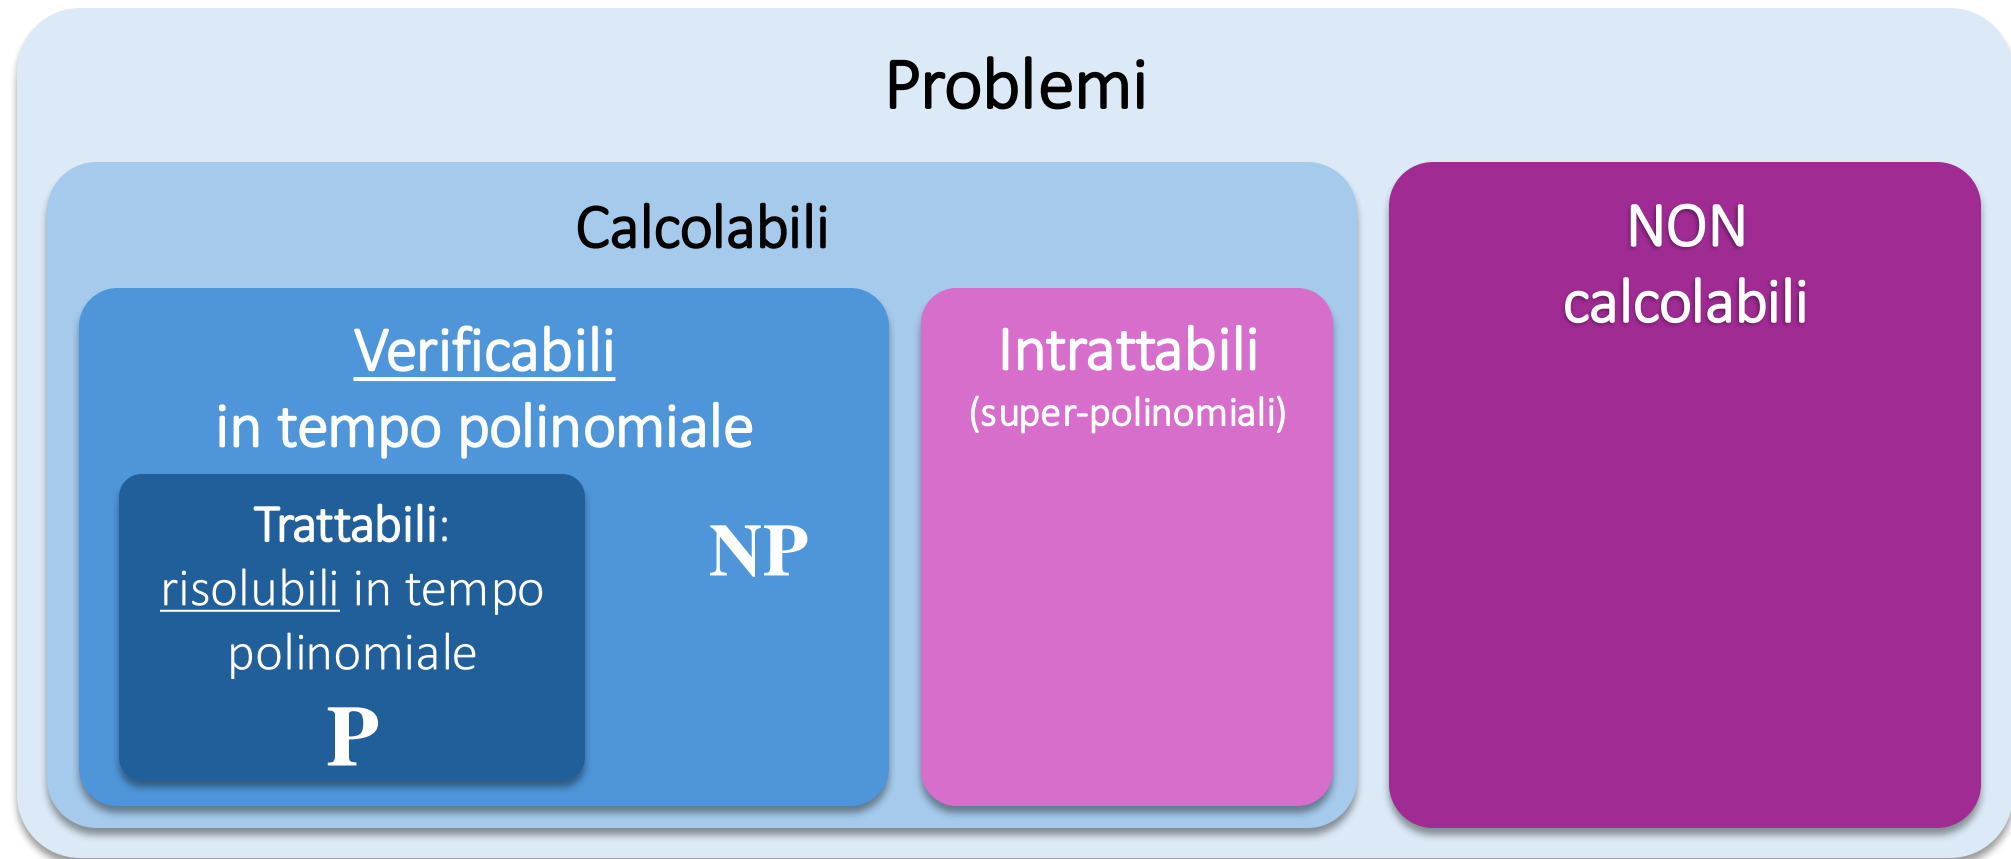 Problemi
Calcolabili
NON
calcolabili
Verificabili
in tempo polinomiale
Intrattabili
(super-polinomiali)
Trattabili:
risolubili in tempo
polinomiale
P
NP